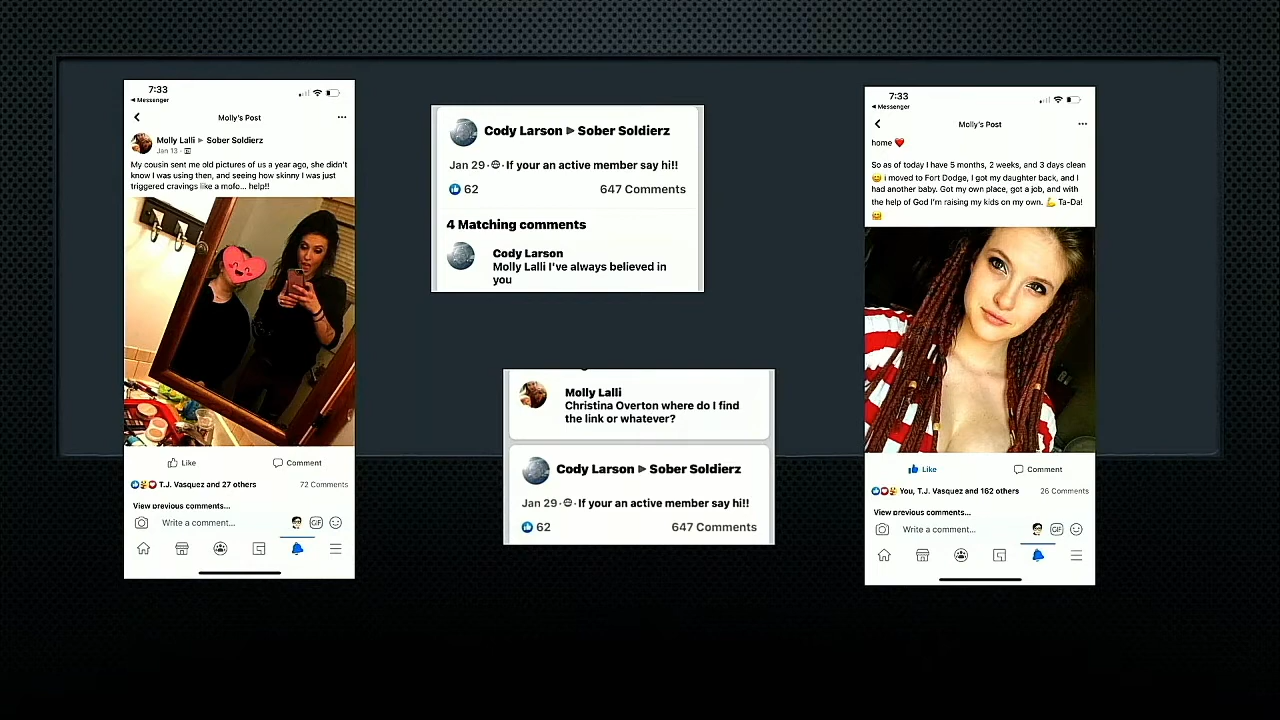 7:33
Messenger
Molly's Post
Molly Lalli ▶ Sober Soldierz
Jan 13 ·
My cousin sent me old pictures of us a year ago, she didn't
know I was using then, and seeing how skinny I was just
triggered cravings like a mofo... help!!
Like
Comment
T.J. Vasquez and 27 others
72 Comments
View previous comments...
Write a comment...
GIF
Cody Larson ▶ Sober Soldierz
Jan 29 · If your an active member say hi!!
62
647 Comments
4 Matching comments
Cody Larson
Molly Lalli I've always believed in
you
Molly Lalli
Christina Overton where do I find
the link or whatever?
Cody Larson ▶ Sober Soldierz
Jan 29 · If your an active member say hi!!
62
647 Comments
7:33
Messenger
Molly's Post
home ❤️
So as of today I have 5 months, 2 weeks, and 3 days clean
😄 i moved to Fort Dodge, I got my daughter back, and I
had another baby. Got my own place, got a job, and with
the help of God I'm raising my kids on my own. 💪 Ta-Da!
😄
Like
Comment
You, T.J. Vasquez and 162 others
26 Comments
View previous comments...
Write a comment...
GIF